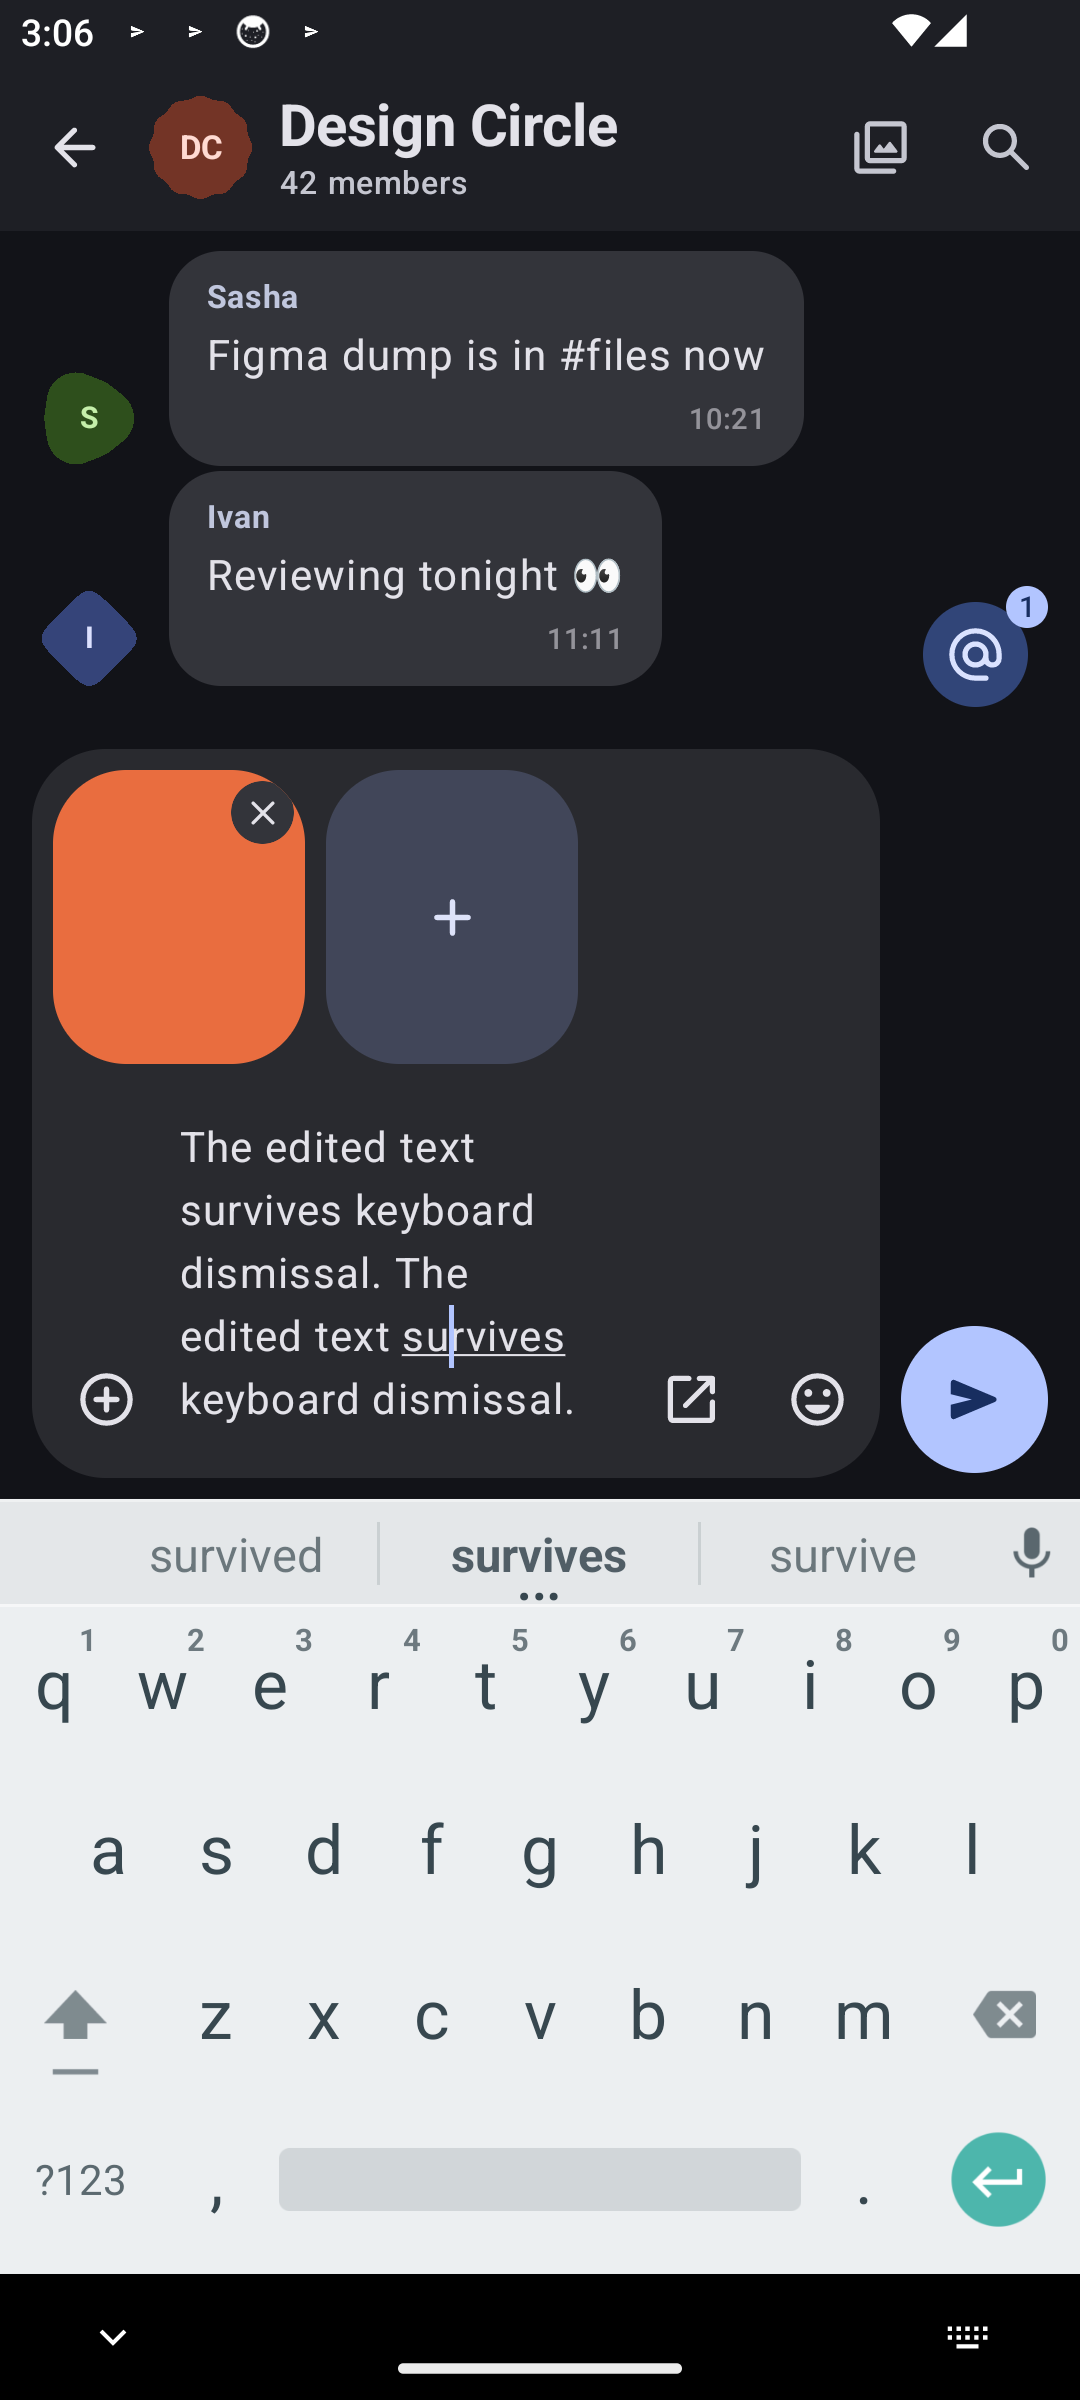 3:06
DC
Design Circle
42 members
Sasha
Figma dump is in #files now
10:21
S
Ivan
Reviewing tonight 👀
11:11
I
1
@
The edited text
survives keyboard
dismissal. The
edited text survives
keyboard dismissal.
survived survives survive
1 2 3 4 5 6 7 8 9 0
q w e r t y u i o p
a s d f g h j k l
z x c v b n m
?123 , .